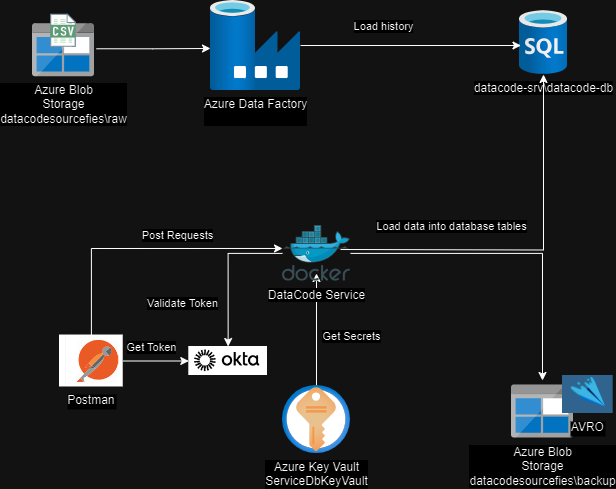 CSV
Load history
SQL
Azure Blob
Storage
datacodesourcefies\raw
Azure Data Factory
datacode-srv\datacode-db
Load data into database tables
Post Requests
docker
DataCode Service
Validate Token
Get Token
okta
Get Secrets
Postman
AVRO
Azure Key Vault
ServiceDbKeyVault
Azure Blob
Storage
datacodesourcefies\backup